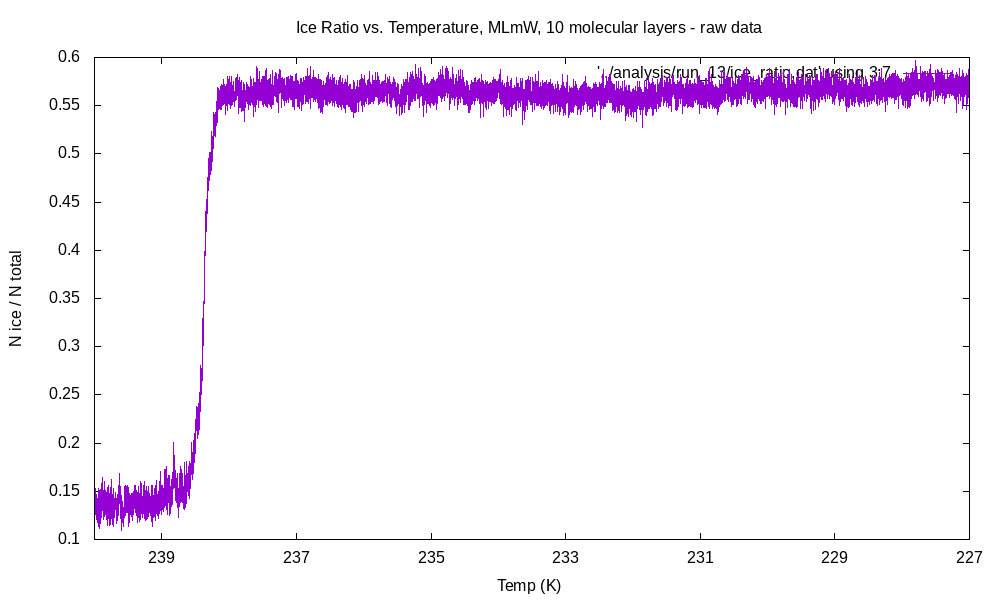 Ice Ratio vs. Temperature, MLmW, 10 molecular layers - raw data
0.6
'../analysis/run_13/ice_ratio.dat' using 3:7
0.55
0.5
0.45
0.4
0.35
0.3
0.25
0.2
0.15
0.1
N ice / N total
239 237 235 233 231 229 227
Temp (K)